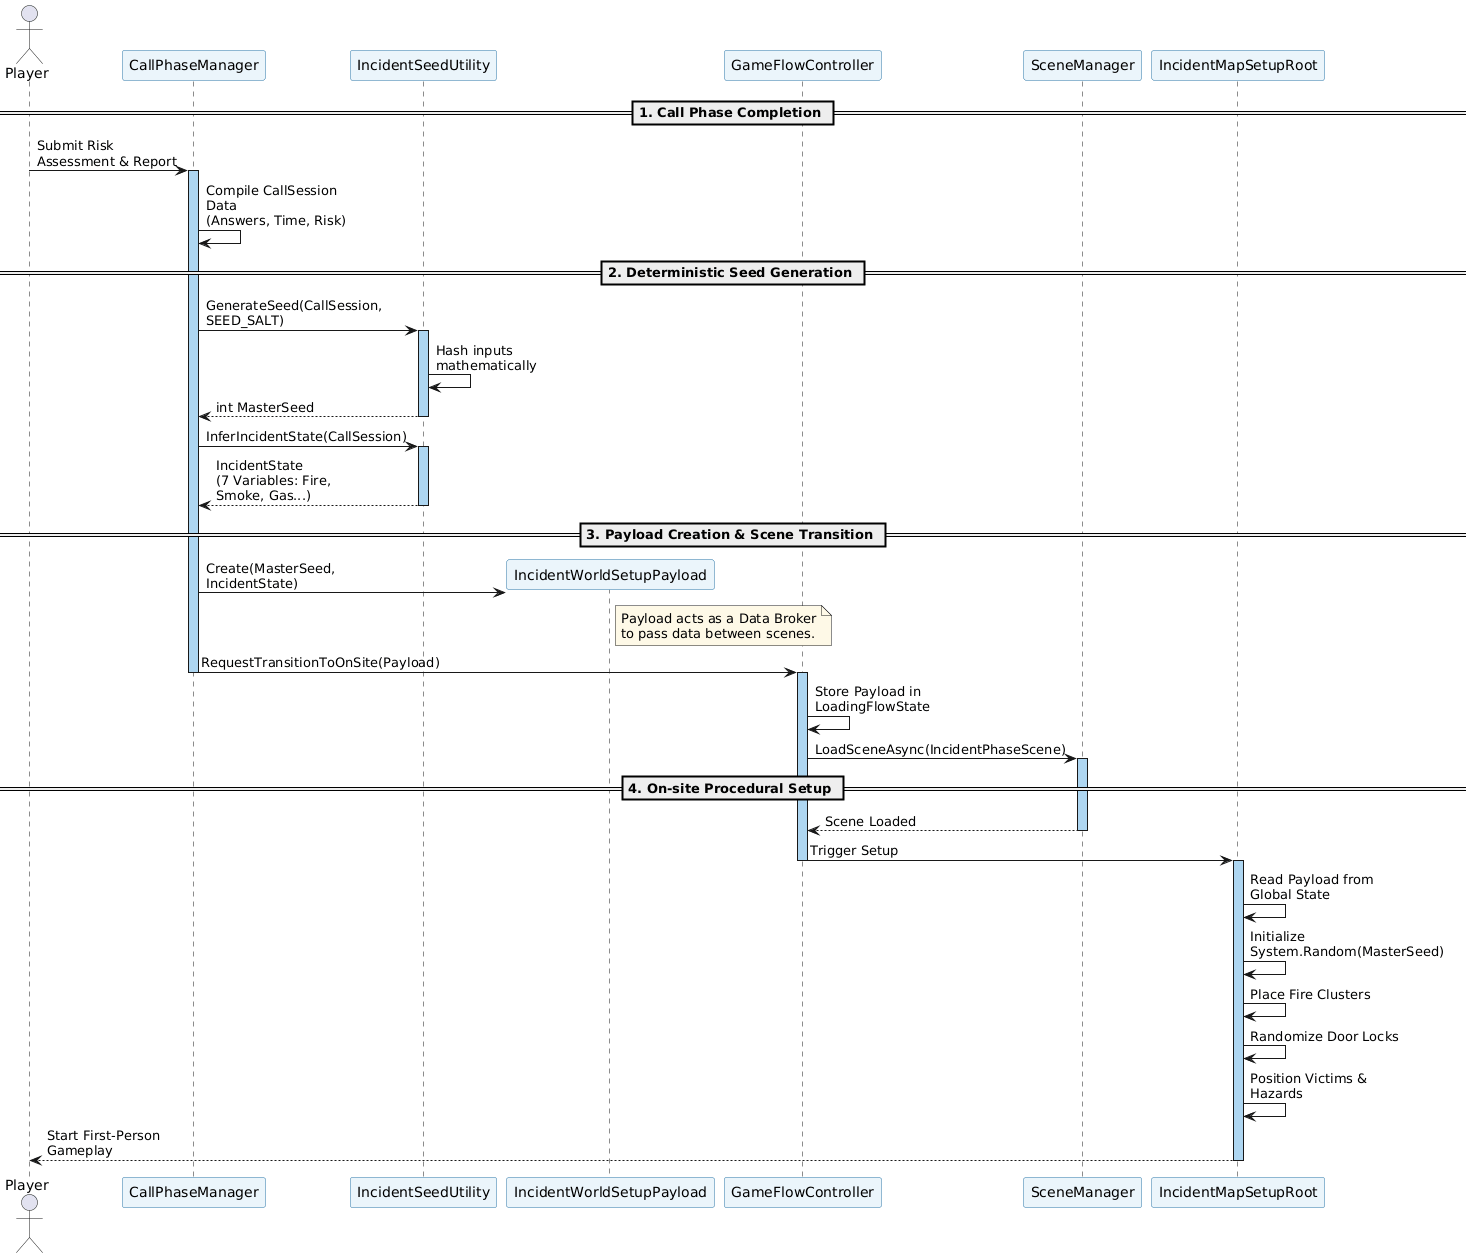 Player
CallPhaseManager
IncidentSeedUtility
GameFlowController
SceneManager
IncidentMapSetupRoot
1. Call Phase Completion
Submit Risk
Assessment & Report
Compile CallSession
Data
(Answers, Time, Risk)
2. Deterministic Seed Generation
GenerateSeed(CallSession,
SEED_SALT)
Hash inputs
mathematically
int MasterSeed
InferIncidentState(CallSession)
IncidentState
(7 Variables: Fire,
Smoke, Gas...)
3. Payload Creation & Scene Transition
Create(MasterSeed,
IncidentState)
IncidentWorldSetupPayload
Payload acts as a Data Broker
to pass data between scenes.
RequestTransitionToOnSite(Payload)
Store Payload in
LoadingFlowState
LoadSceneAsync(IncidentPhaseScene)
4. On-site Procedural Setup
Scene Loaded
Trigger Setup
Read Payload from
Global State
Initialize
System.Random(MasterSeed)
Place Fire Clusters
Randomize Door Locks
Position Victims &
Hazards
Start First-Person
Gameplay
Player
CallPhaseManager
IncidentSeedUtility
IncidentWorldSetupPayload
GameFlowController
SceneManager
IncidentMapSetupRoot